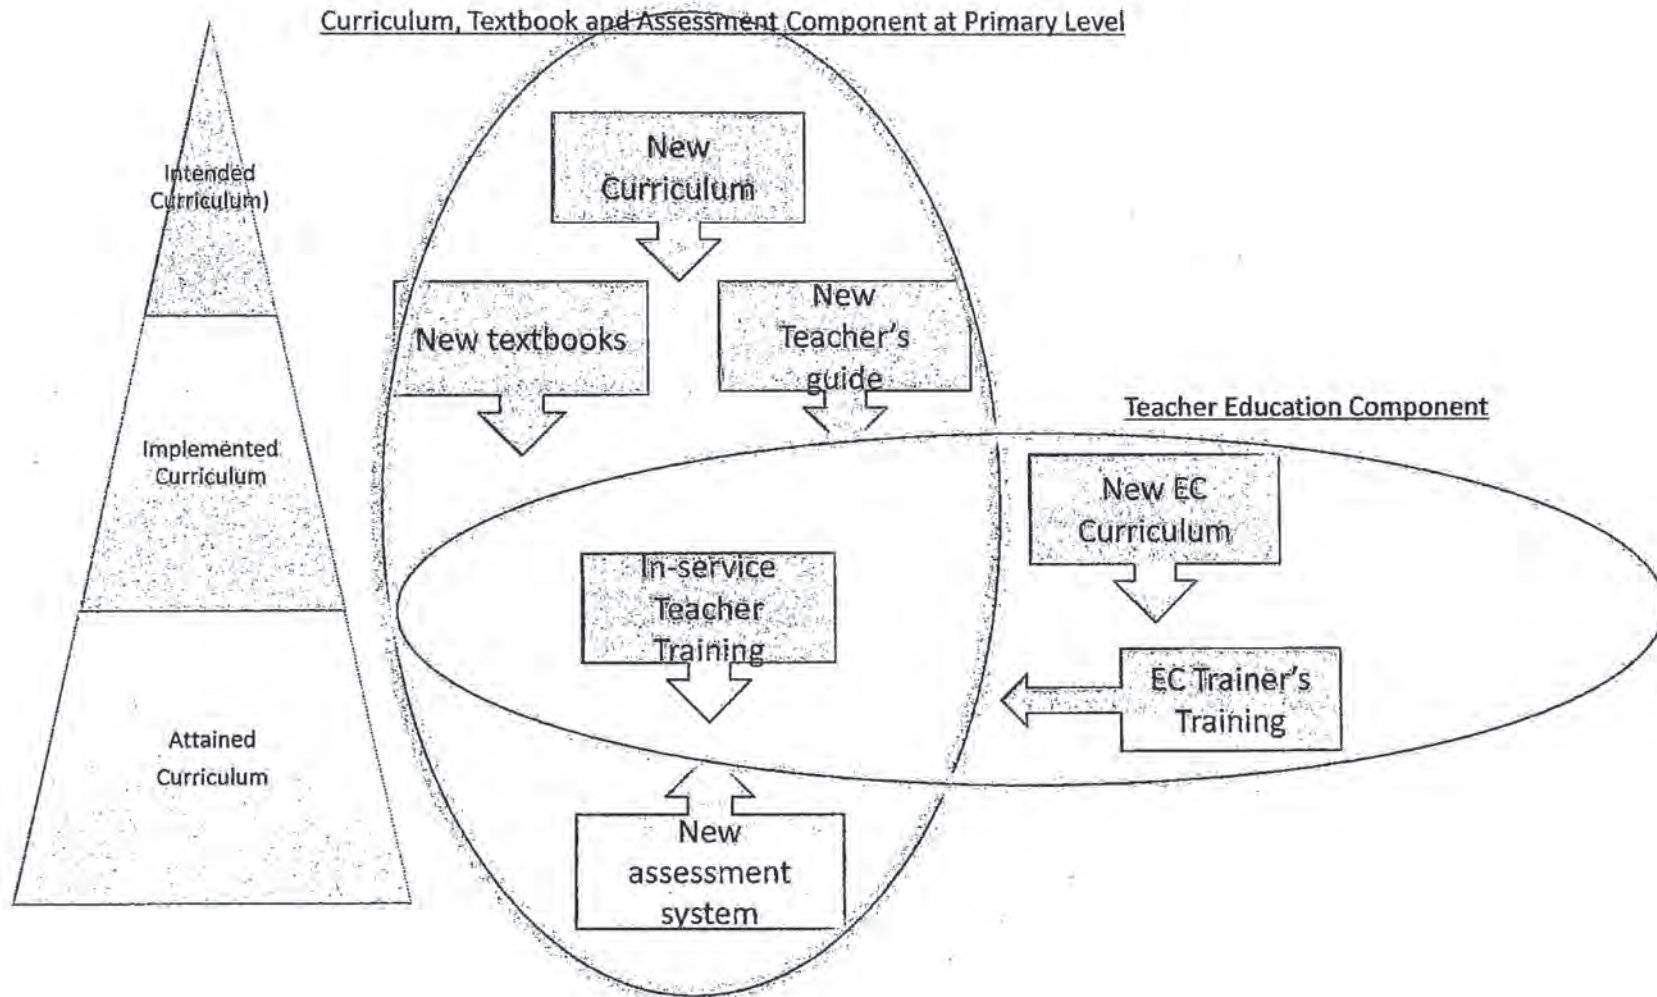 Curriculum, Textbook and Assessment Component at Primary Level
Intended
Curriculum)
Implemented
Curriculum
Attained
Curriculum
New
Curriculum
New textbooks
New
Teacher's
guide
Teacher Education Component
New EC
Curriculum
In-service
Teacher
Training
EC Trainer's
Training
New
assessment
system